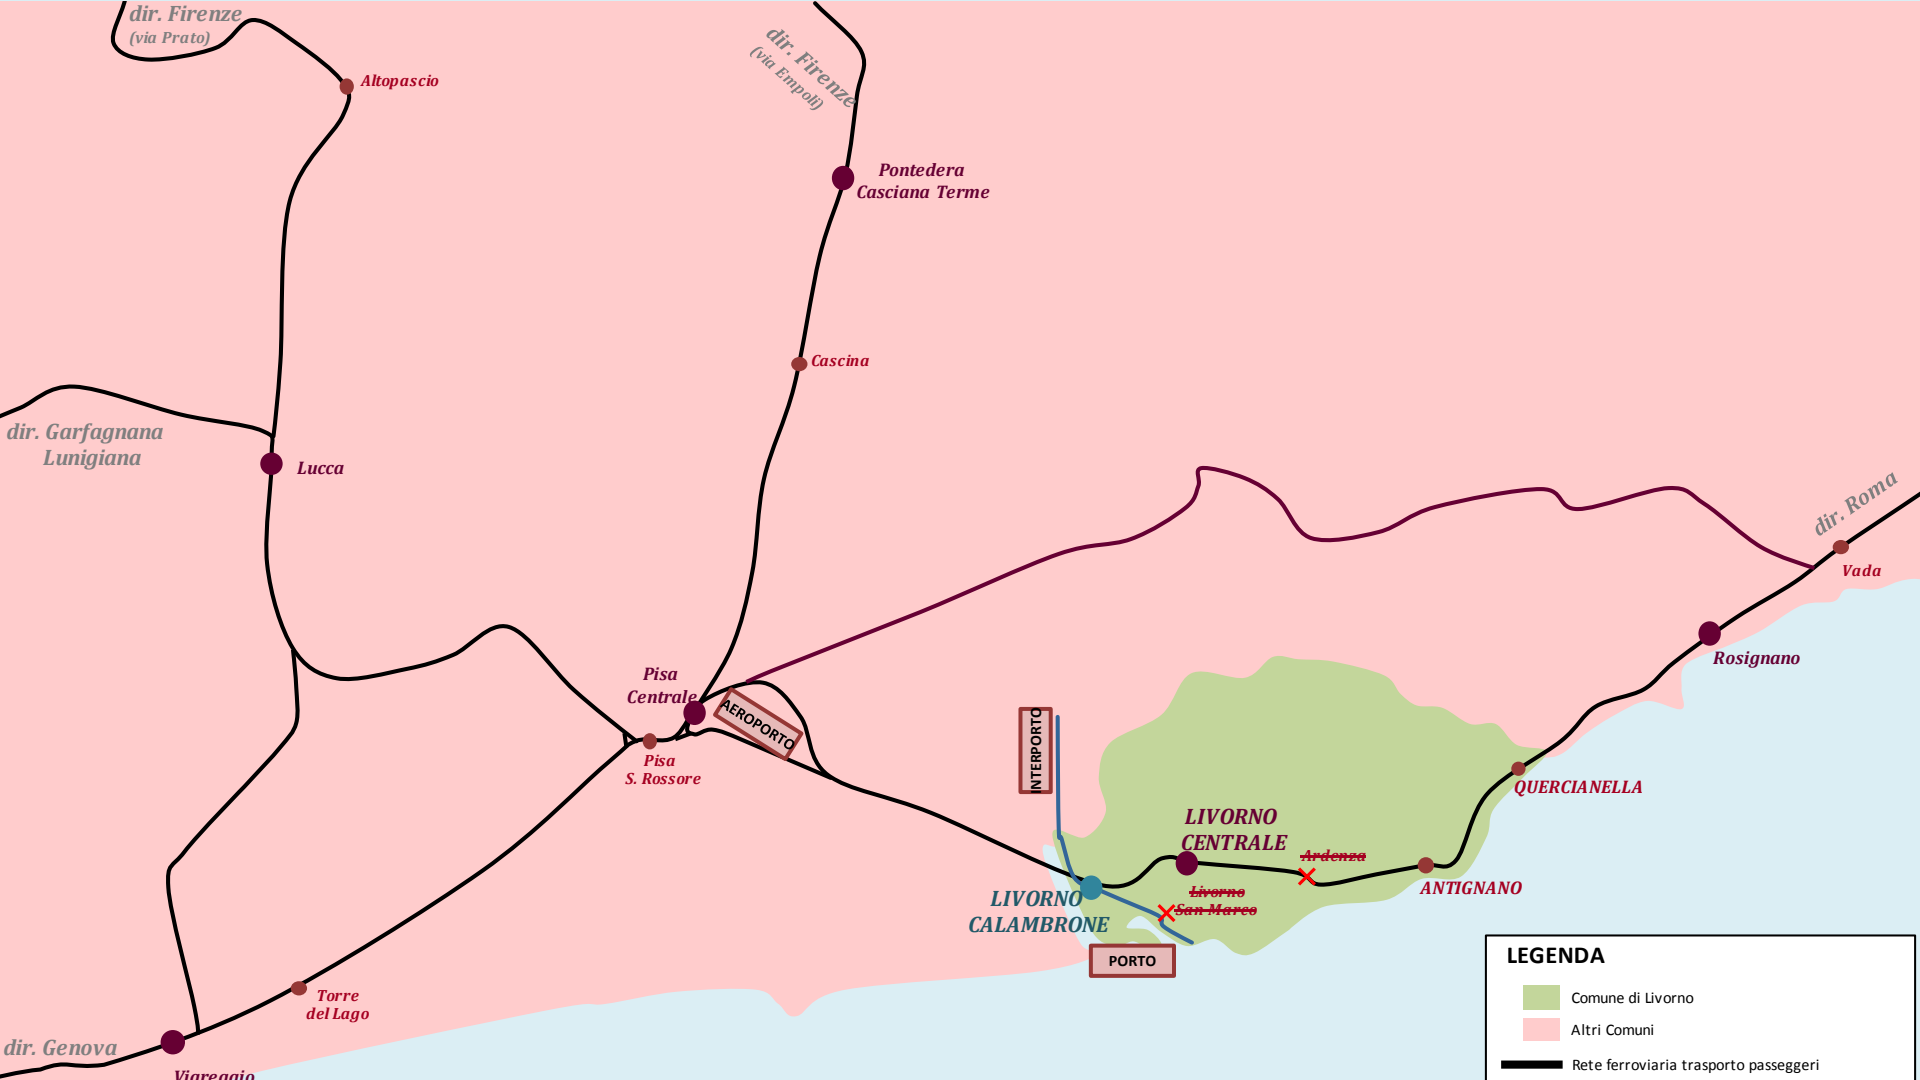 dir. Firenze
(via Prato)
dir. Firenze
(via Empoli)
Altopascio
Pontedera
Casciana Terme
Cascina
dir. Garfagnana
Lunigiana
Lucca
dir. Roma
Vada
Rosignano
Pisa
Centrale
AEROPORTO
Pisa
S. Rossore
INTERPORTO
QUERCIANELLA
LIVORNO
CENTRALE
Ardenza
ANTIGNANO
Livorno
San Marco
LIVORNO
CALAMBRONE
PORTO
Torre
del Lago
dir. Genova
Viareggio
LEGENDA
Comune di Livorno
Altri Comuni
Rete ferroviaria trasporto passeggeri